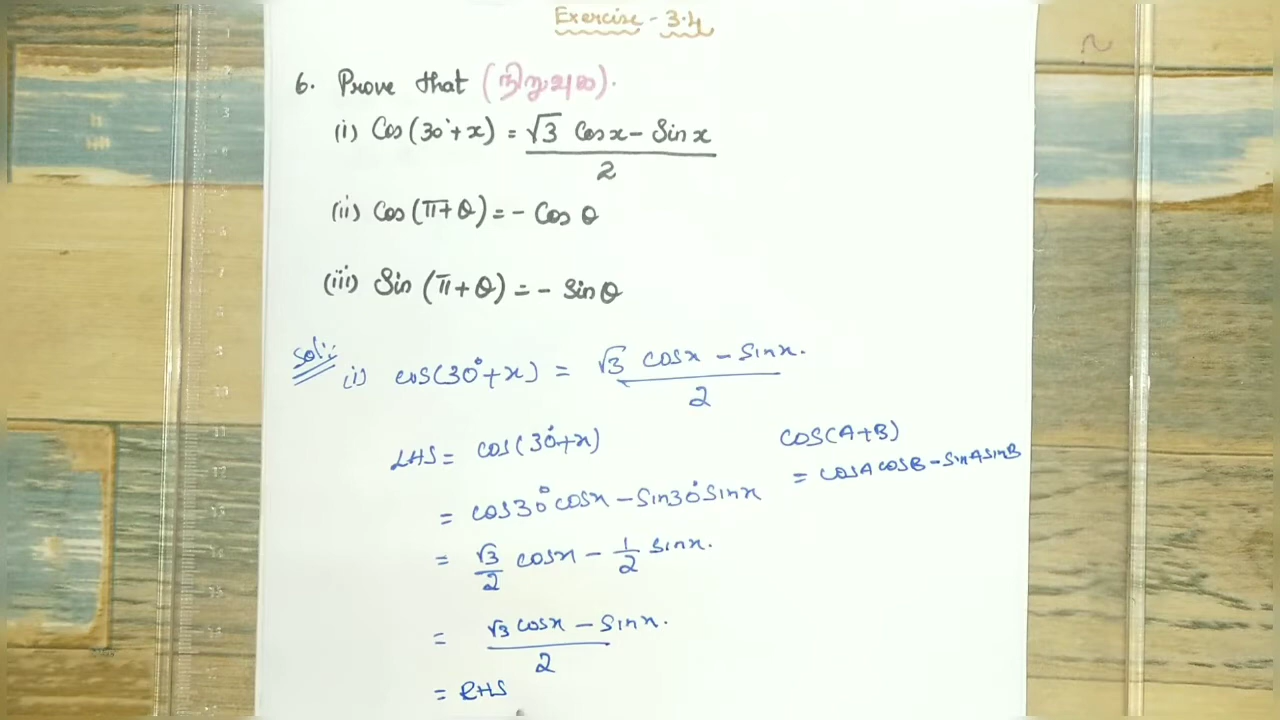 Exercise - 3.4
6. Prove that (நிறுவுக).
(i) Cos(30°+x) = √3 Cosx - Sinx / 2
(ii) Cos(π+θ) = - Cos θ
(iii) Sin (π+θ) = - Sinθ
Soln:
(i) cos(30°+x) = √3 cosx - sinx. / 2
LHS = cos(30°+x)
cos(A+B)
= cosA cosB - sinA sinB
= cos30° cosx - sin30° sinx
= √3/2 cosx - 1/2 sinx.
= √3 cosx - sinx. / 2
= RHS